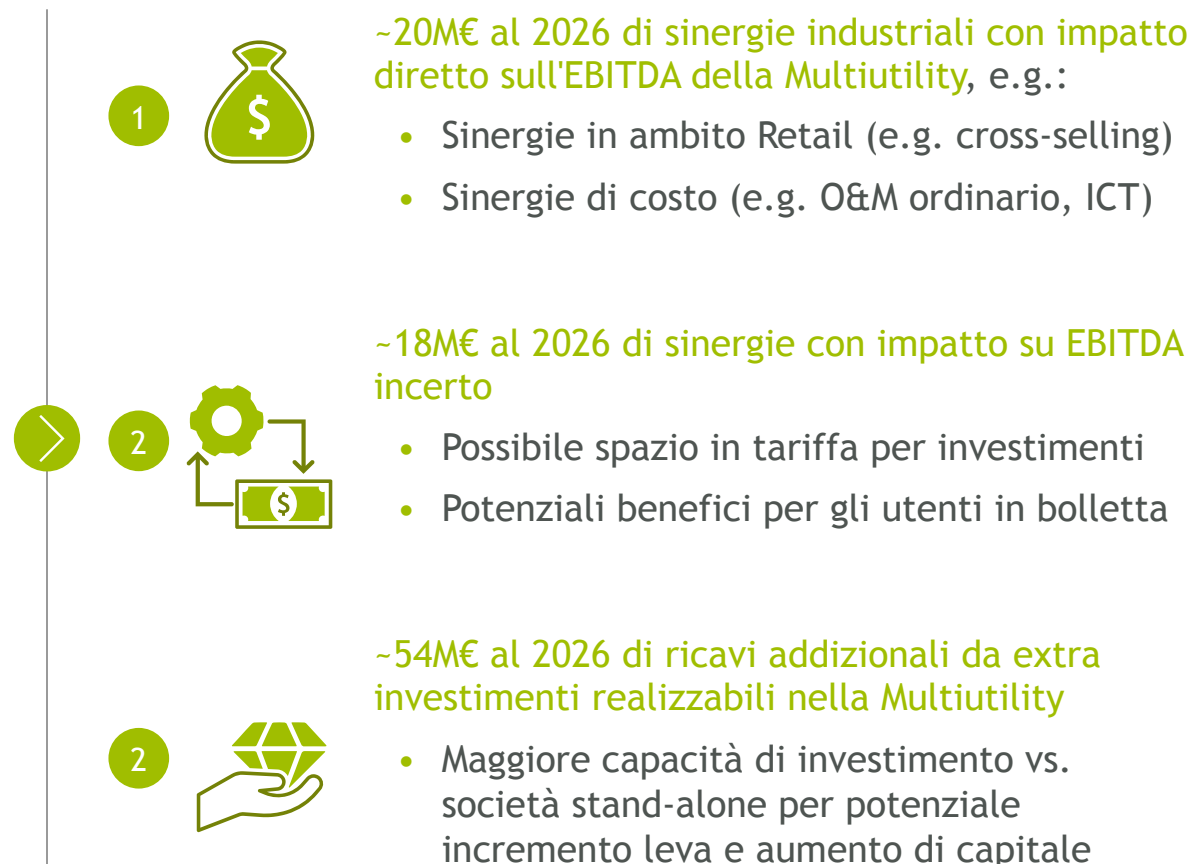 ~20M€ al 2026 di sinergie industriali con impatto
diretto sull'EBITDA della Multiutility, e.g.:
1
$
• Sinergie in ambito Retail (e.g. cross-selling)
• Sinergie di costo (e.g. O&M ordinario, ICT)
~18M€ al 2026 di sinergie con impatto su EBITDA
incerto
2
• Possibile spazio in tariffa per investimenti
$
• Potenziali benefici per gli utenti in bolletta
~54M€ al 2026 di ricavi addizionali da extra
investimenti realizzabili nella Multiutility
2
• Maggiore capacità di investimento vs.
società stand-alone per potenziale
incremento leva e aumento di capitale